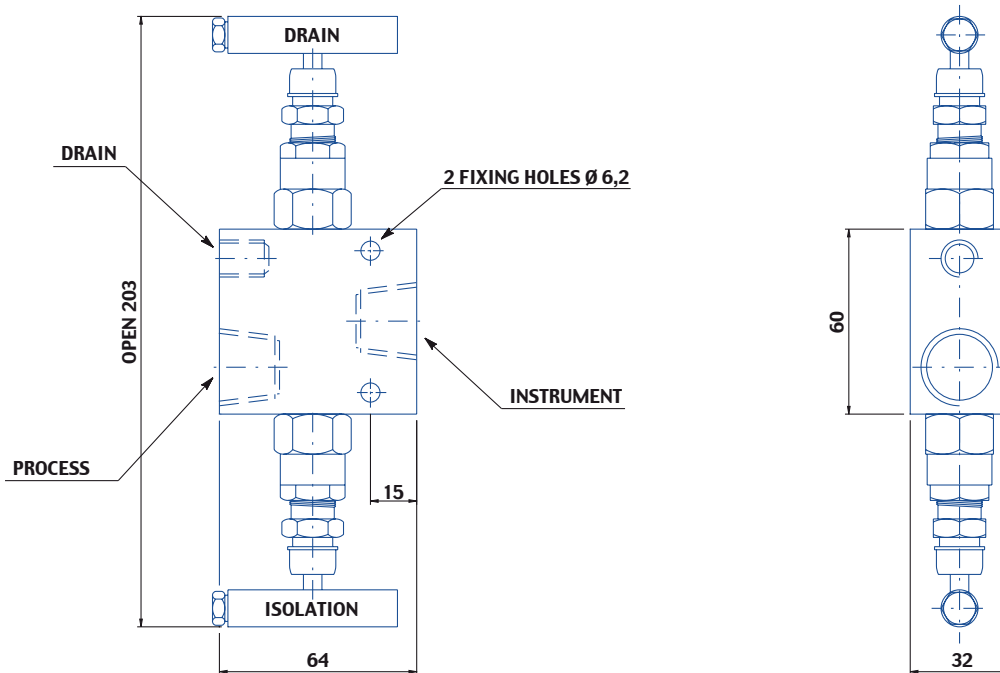 DRAIN
DRAIN
2 FIXING HOLES Ø 6,2
OPEN 203
60
INSTRUMENT
PROCESS
15
ISOLATION
64
32